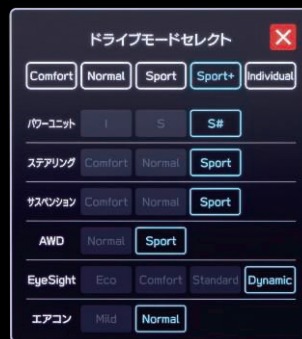 ドライブモードセレクト
Comfort Normal Sport Sport+ Individual
パワーユニット I S S#
ステアリング Comfort Normal Sport
サスペンション Comfort Normal Sport
AWD Normal Sport
EyeSight Eco Comfort Standard Dynamic
エアコン Mild Normal